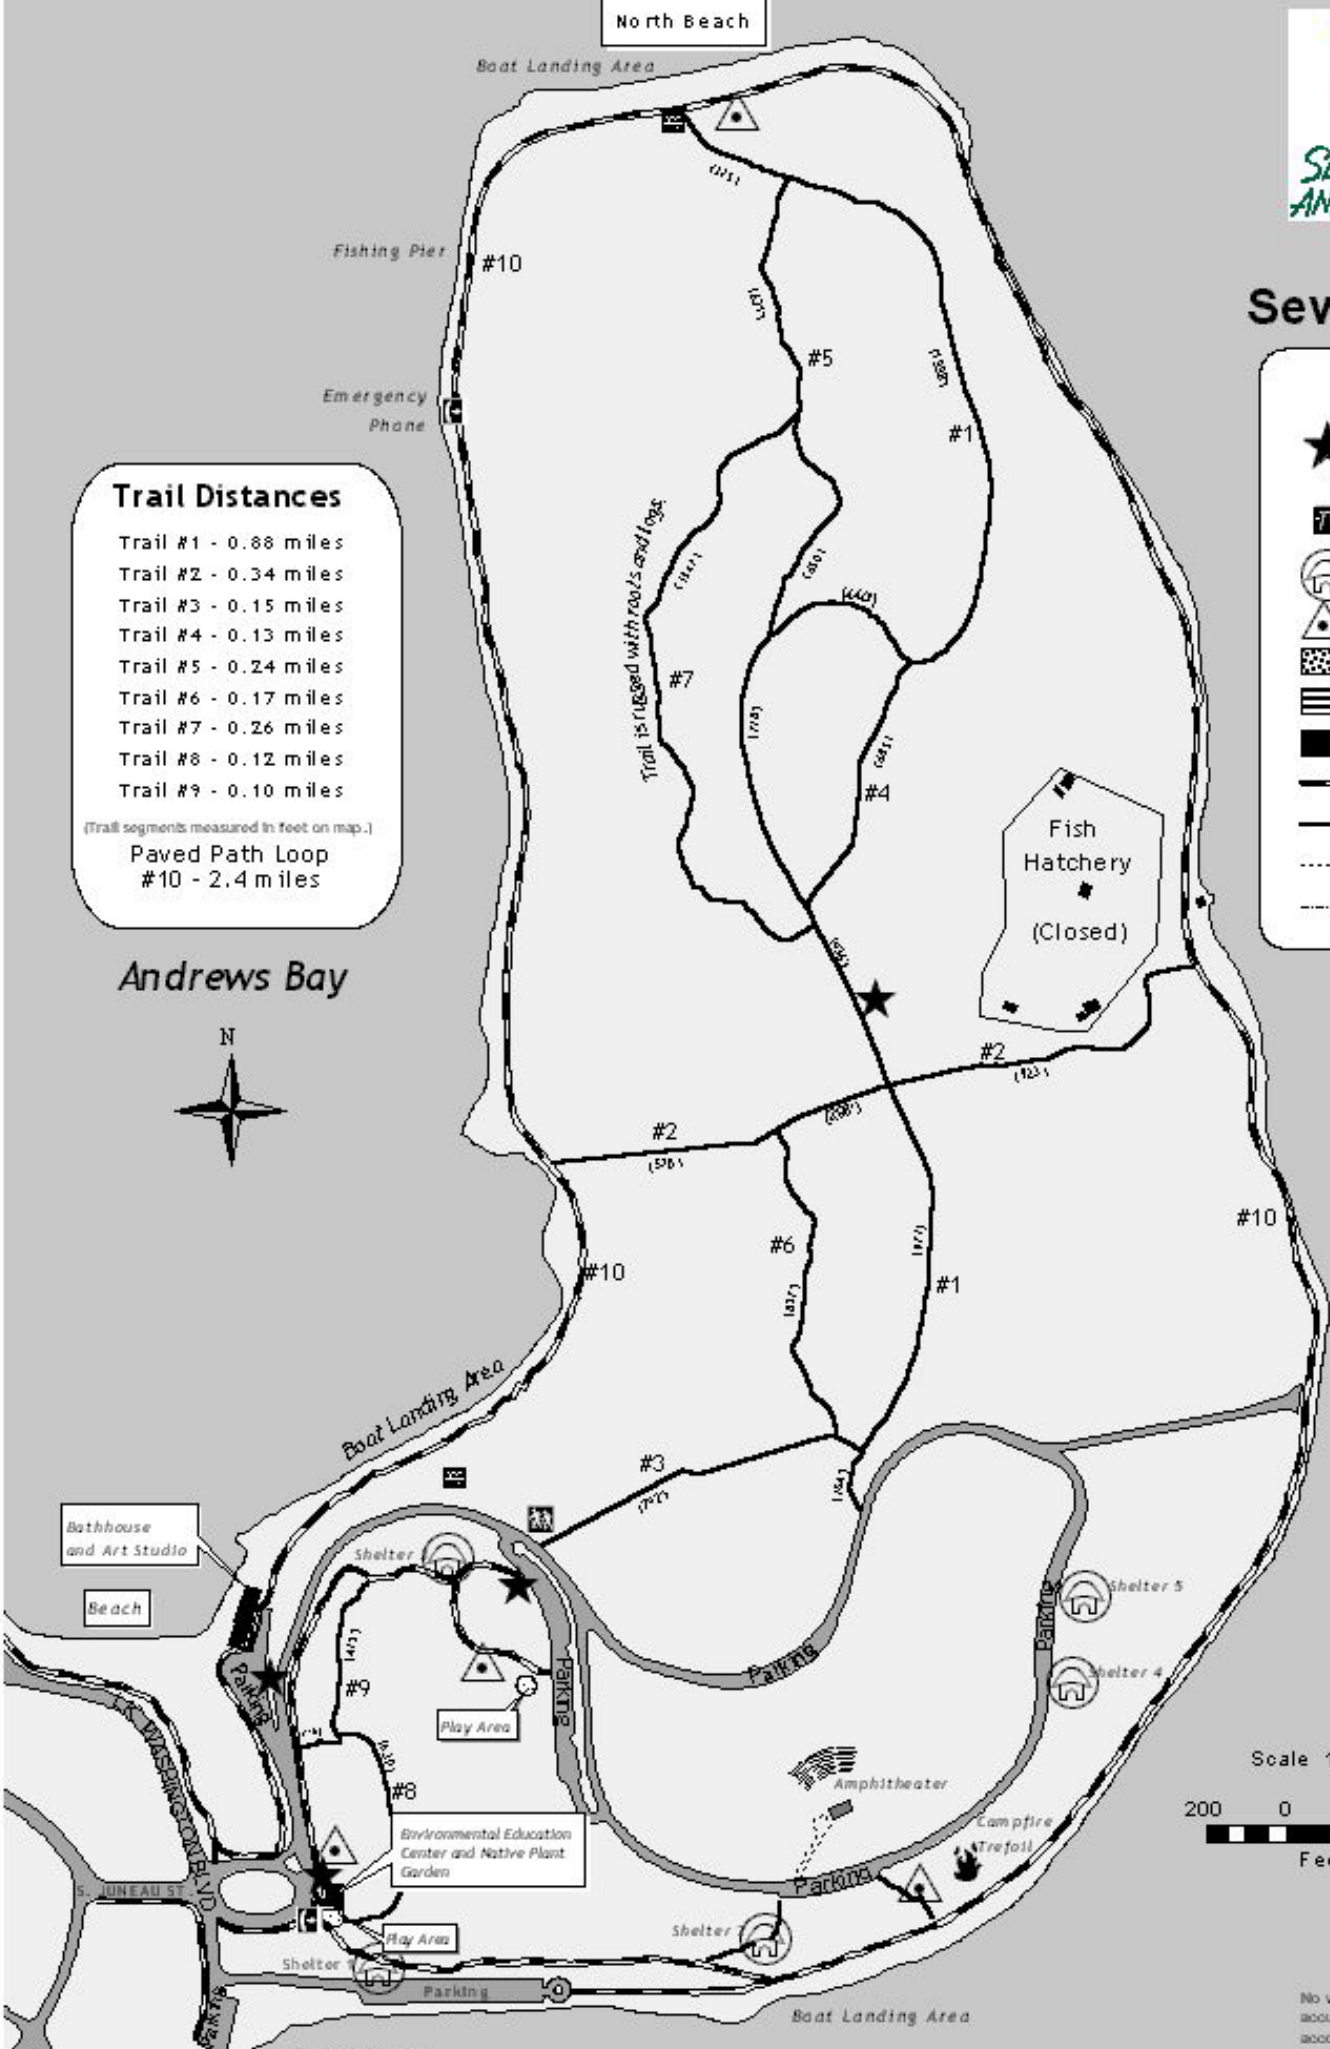 North Beach
Boat Landing Area
Fishing Pier
#10
Emergency
Phone
#5
#1
Trail Distances
Trail #1 - 0.88 miles
Trail #2 - 0.34 miles
Trail #3 - 0.15 miles
Trail #4 - 0.13 miles
Trail #5 - 0.24 miles
Trail #6 - 0.17 miles
Trail #7 - 0.26 miles
Trail #8 - 0.12 miles
Trail #9 - 0.10 miles
(Trail segments measured in feet on map.)
Paved Path Loop
#10 - 2.4 miles
Trail is rugged with roots and logs
#7
#4
Fish
Hatchery
(Closed)
Andrews Bay
N
#2
#2
#6
#1
#10
#10
Boat Landing Area
#3
Bathhouse
and Art Studio
Beach
Shelter
Shelter 5
Shelter 4
Parking
Parking
Parking
Parking
#9
Play Area
#8
Amphitheater
Campfire
Trefoil
Environmental Education
Center and Native Plant
Garden
WASHINGTON BLVD
S. JUNEAU ST.
Parking
Play Area
Shelter
Shelter 1
Parking
Parking
Boat Landing Area
Scale
200 0